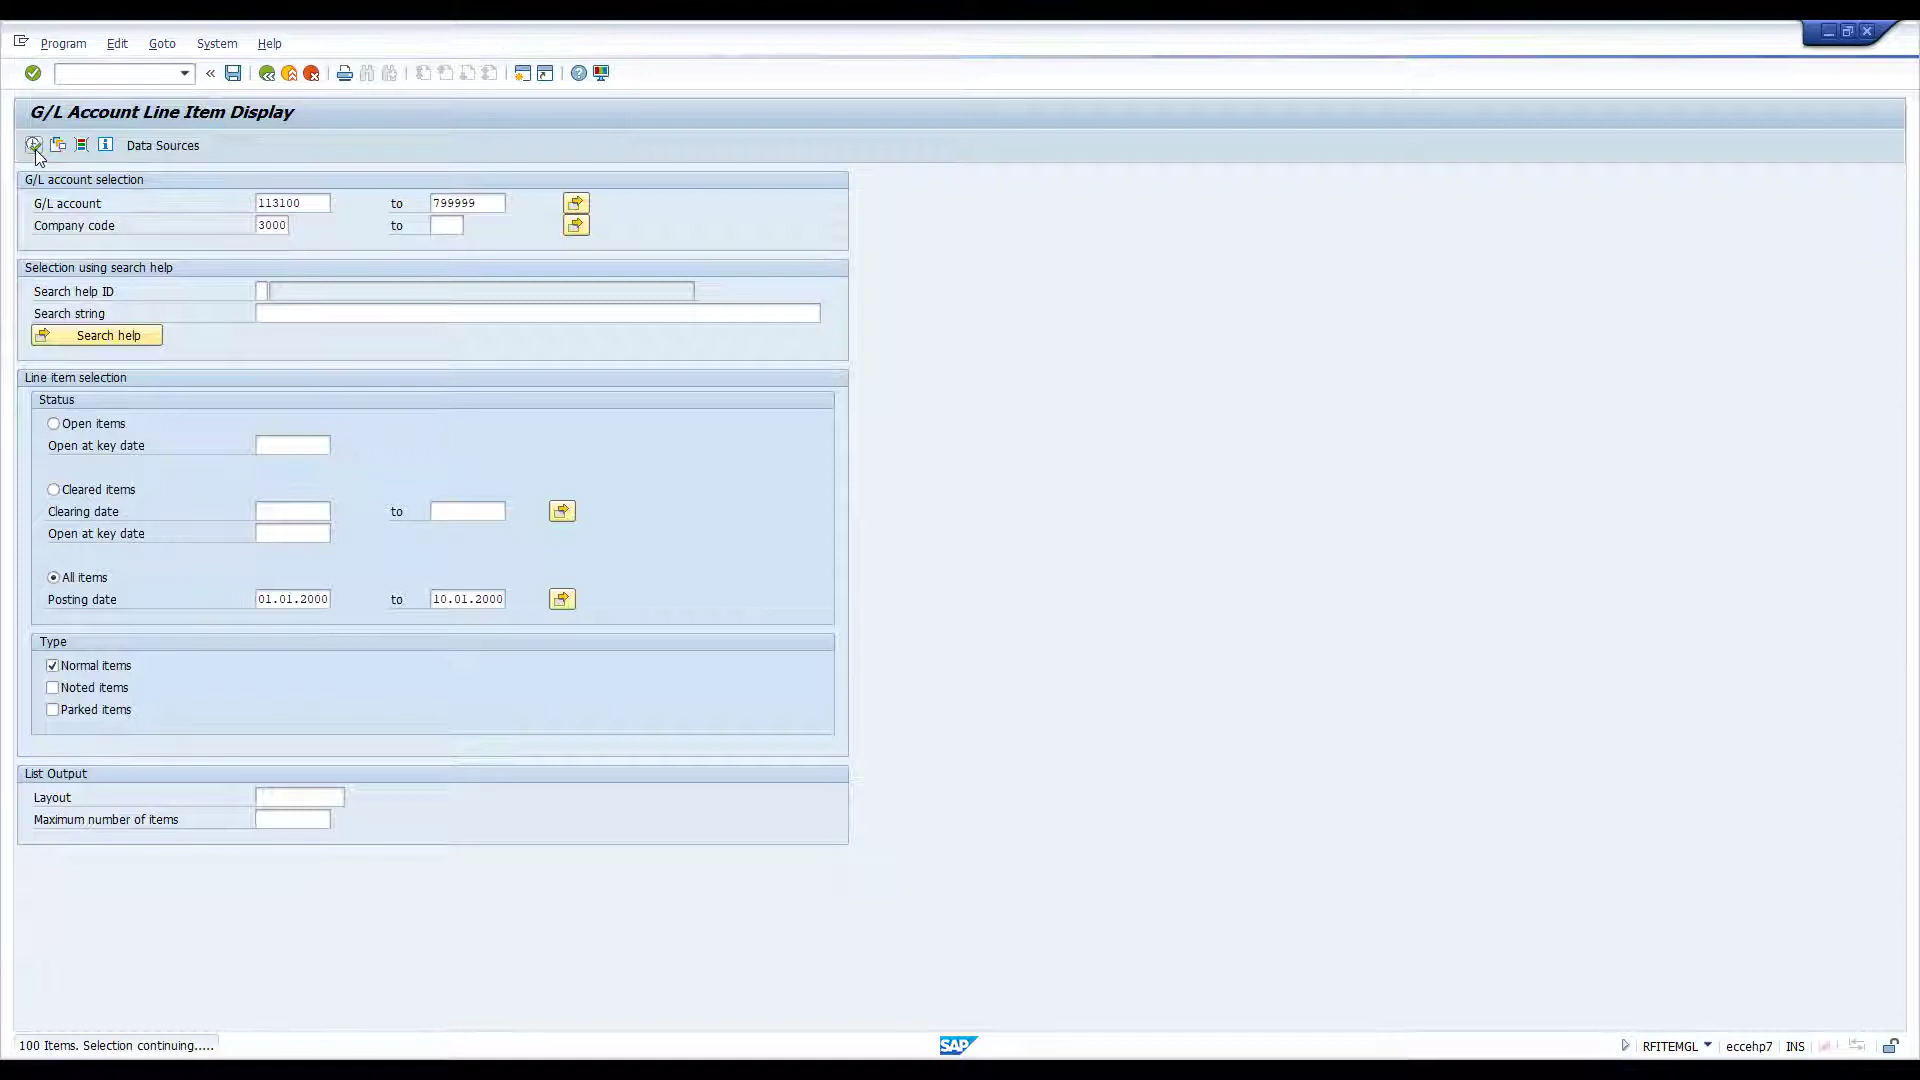 Program Edit Goto System Help
G/L Account Line Item Display
Data Sources
G/L account selection
G/L account 113100 to 799999
Company code 3000 to
Selection using search help
Search help ID
Search string
Search help
Line item selection
Status
Open items
Open at key date
Cleared items
Clearing date to
Open at key date
All items
Posting date 01.01.2000 to 10.01.2000
Type
Normal items
Noted items
Parked items
List Output
Layout
Maximum number of items
100 Items. Selection continuing..... SAP RFITEMGL eccehp7 INS